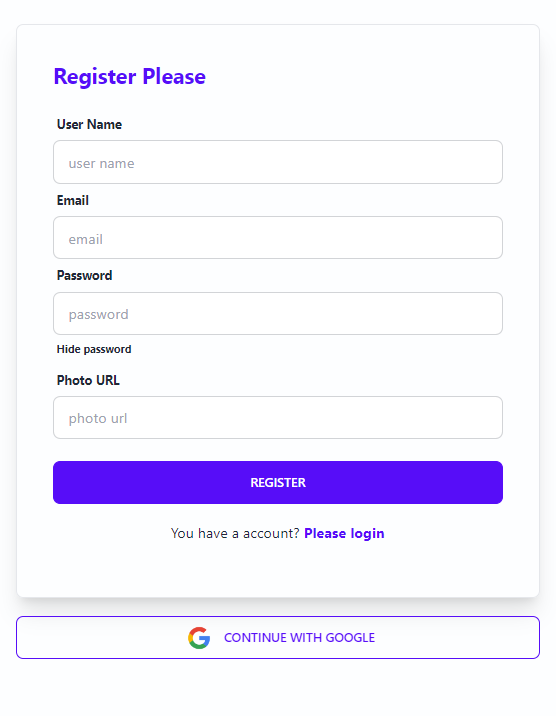 Register Please
User Name
user name
Email
email
Password
password
Hide password
Photo URL
photo url
REGISTER
You have a account? Please login
CONTINUE WITH GOOGLE